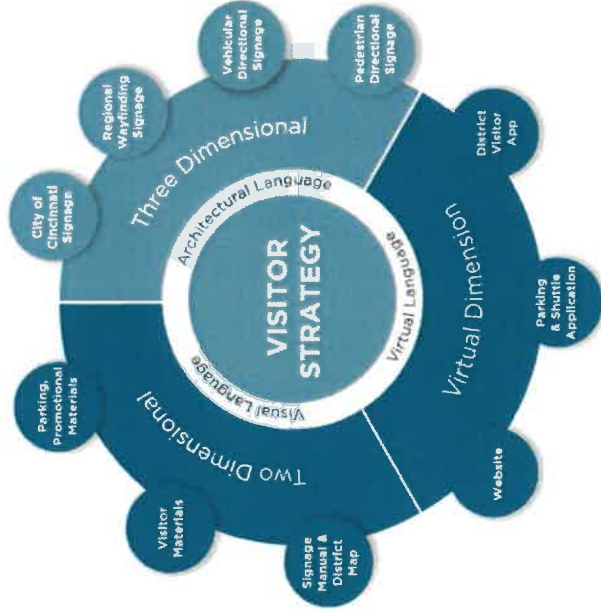 VISITOR
STRATEGY
Visual Language
Architectural Language
Virtual Language
Two Dimensional
Three Dimensional
Virtual Dimension
Parking,
Promotional
Materials
Visitor
Materials
Signage
Manual &
District
Map
City of
Cincinnati
Signage
Regional
Wayfinding
Signage
Vehicular
Directional
Signage
Pedestrian
Directional
Signage
District
Visitor
App
Parking
& Shuttle
Application
Website